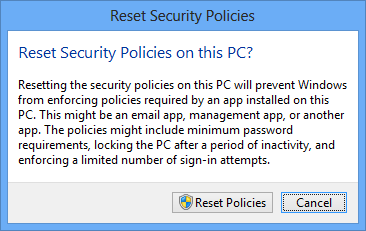 Reset Security Policies
Reset Security Policies on this PC?
Resetting the security policies on this PC will prevent Windows
from enforcing policies required by an app installed on this
PC. This might be an email app, management app, or another
app. The policies might include minimum password
requirements, locking the PC after a period of inactivity, and
enforcing a limited number of sign-in attempts.
Reset Policies Cancel